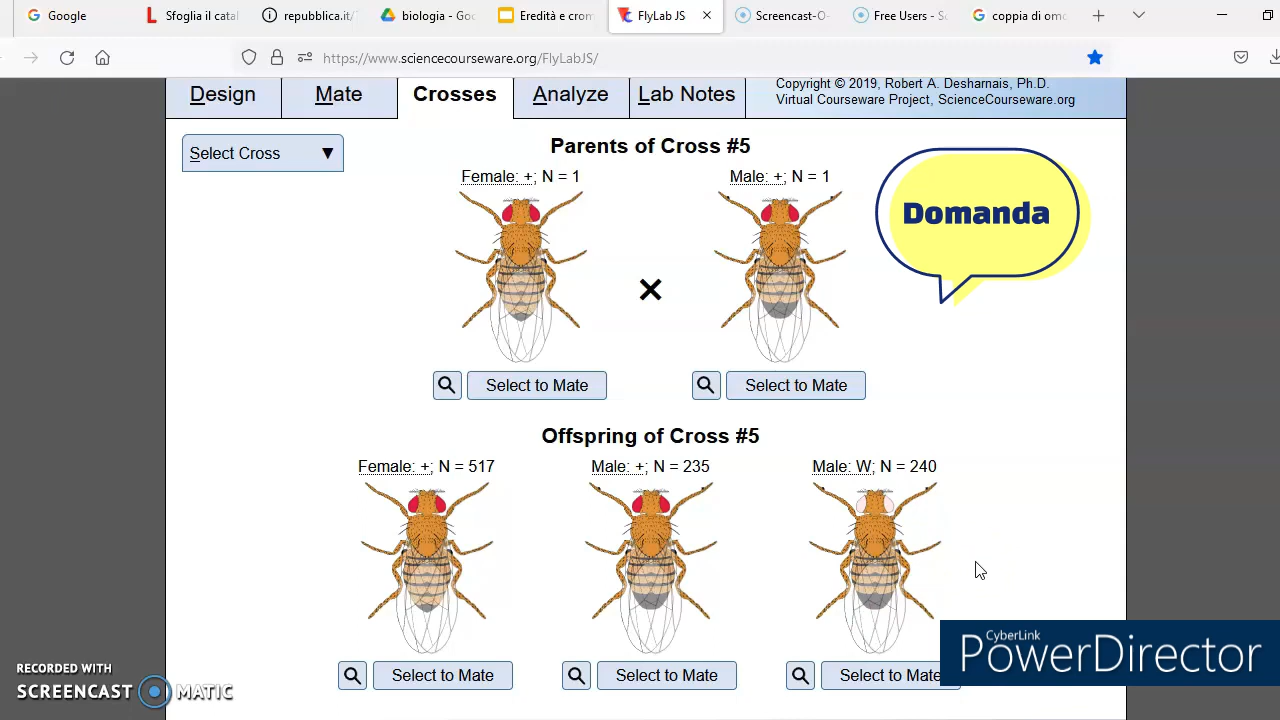 Google
Sfoglia il catal
repubblica.it/
biologia - Goo
Eredità e crom
FlyLab JS
Screencast-O-
Free Users - Sc
coppia di omo
https://www.sciencecourseware.org/FlyLabJS/
Design
Mate
Crosses
Analyze
Lab Notes
Copyright © 2019, Robert A. Desharnais, Ph.D.
Virtual Courseware Project, ScienceCourseware.org
Select Cross ▼
Parents of Cross #5
Female: +; N = 1
Male: +; N = 1
Domanda
×
Select to Mate
Select to Mate
Offspring of Cross #5
Female: +; N = 517
Male: +; N = 235
Male: W; N = 240
Select to Mate
Select to Mate
Select to Mate
CyberLink
PowerDirector
RECORDED WITH
SCREENCAST MATIC